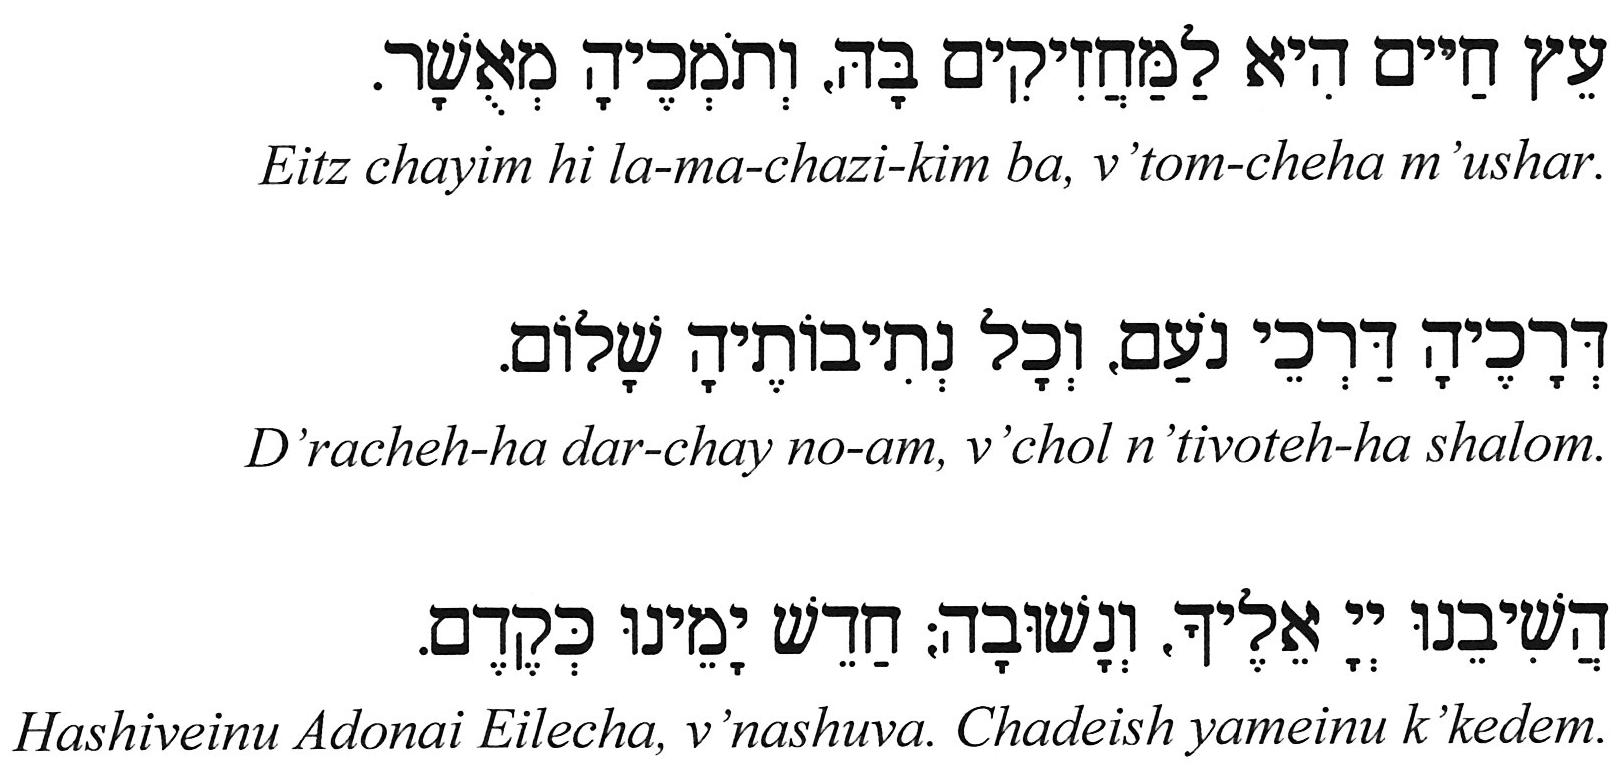 עֵץ חַיִּים הִיא לַמַּחֲזִיקִים בָּהּ, וְתֹמְכֶיהָ מְאֻשָּׁר.
Eitz chayim hi la-ma-chazi-kim ba, v’tom-cheha m’ushar.
דְּרָכֶיהָ דַּרְכֵי נֹעַם, וְכָל נְתִיבוֹתֶיהָ שָׁלוֹם.
D’racheh-ha dar-chay no-am, v’chol n’tivoteh-ha shalom.
הֲשִׁיבֵנוּ יְיָ אֵלֶיךָ, וְנָשׁוּבָה; חַדֵּשׁ יָמֵינוּ כְּקֶדֶם.
Hashiveinu Adonai Eilecha, v’nashuva. Chadeish yameinu k’kedem.